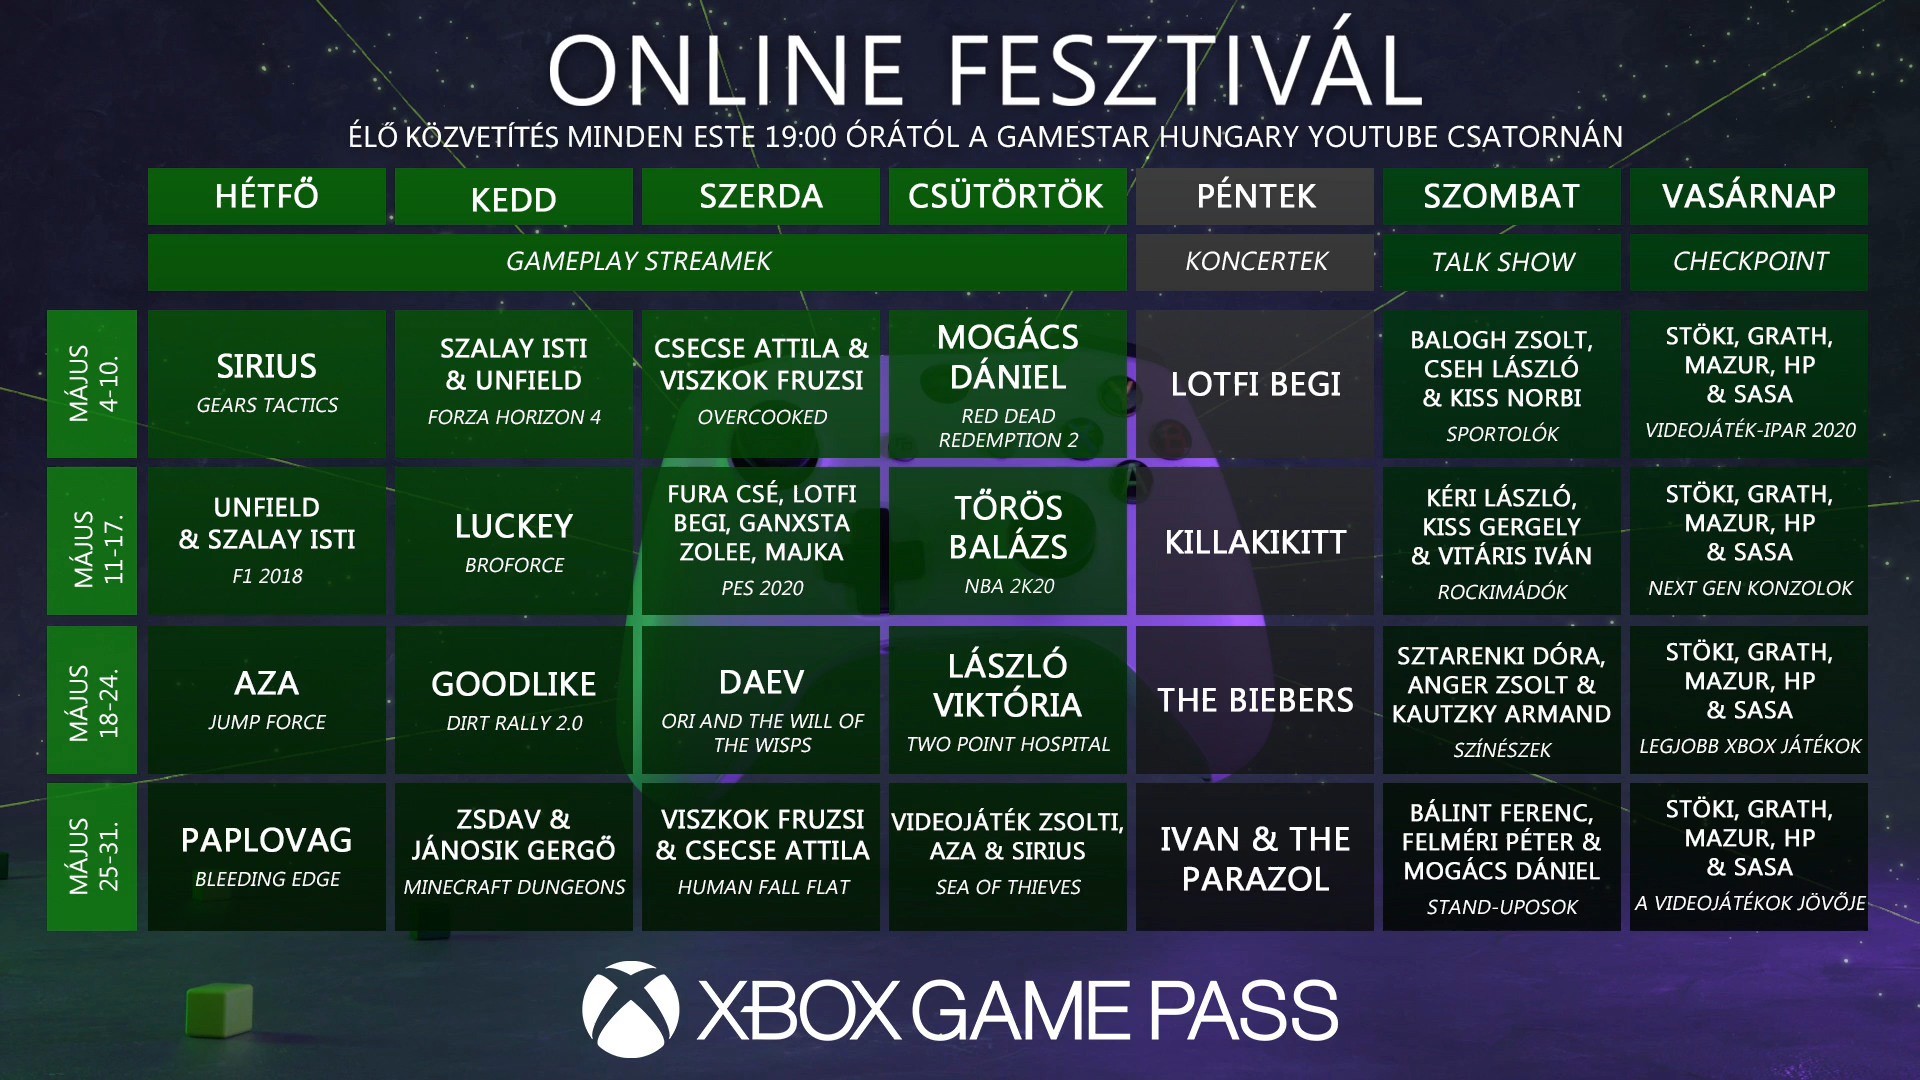 ONLINE FESZTIVÁL
ÉLŐ KÖZVETÍTÉS MINDEN ESTE 19:00 ÓRÁTÓL A GAMESTAR HUNGARY YOUTUBE CSATORNÁN
HÉTFŐ
KEDD
SZERDA
CSÜTÖRTÖK
PÉNTEK
SZOMBAT
VASÁRNAP
GAMEPLAY STREAMEK
KONCERTEK
TALK SHOW
CHECKPOINT
MÁJUS
4-10.
SIRIUS
GEARS TACTICS
SZALAY ISTI
& UNFIELD
FORZA HORIZON 4
CSECSE ATTILA &
VISZKOK FRUZSI
OVERCOOKED
MOGÁCS
DÁNIEL
RED DEAD
REDEMPTION 2
LOTFI BEGI
BALOGH ZSOLT,
CSEH LÁSZLÓ
& KISS NORBI
SPORTOLÓK
STÖKI, GRATH,
MAZUR, HP
& SASA
VIDEOJÁTÉK-IPAR 2020
MÁJUS
11-17.
UNFIELD
& SZALAY ISTI
F1 2018
LUCKEY
BROFORCE
FURA CSÉ, LOTFI
BEGI, GANXSTA
ZOLEE, MAJKA
PES 2020
TŐRÖS
BALÁZS
NBA 2K20
KILLAKIKITT
KÉRI LÁSZLÓ,
KISS GERGELY
& VITÁRIS IVÁN
ROCKIMÁDÓK
STÖKI, GRATH,
MAZUR, HP
& SASA
NEXT GEN KONZOLOK
MÁJUS
18-24.
AZA
JUMP FORCE
GOODLIKE
DIRT RALLY 2.0
DAEV
ORI AND THE WILL OF
THE WISPS
LÁSZLÓ
VIKTÓRIA
TWO POINT HOSPITAL
THE BIEBERS
SZTARENKI DÓRA,
ANGER ZSOLT &
KAUTZKY ARMAND
SZÍNÉSZEK
STÖKI, GRATH,
MAZUR, HP
& SASA
LEGJOBB XBOX JÁTÉKOK
MÁJUS
25-31.
PAPLOVAG
BLEEDING EDGE
ZSDAV &
JÁNOSIK GERGŐ
MINECRAFT DUNGEONS
VISZKOK FRUZSI
& CSECSE ATTILA
HUMAN FALL FLAT
VIDEOJÁTÉK ZSOLTI,
AZA & SIRIUS
SEA OF THIEVES
IVAN & THE
PARAZOL
BÁLINT FERENC,
FELMÉRI PÉTER &
MOGÁCS DÁNIEL
STAND-UPOSOK
STÖKI, GRATH,
MAZUR, HP
& SASA
A VIDEOJÁTÉKOK JÖVŐJE
XBOX GAME PASS